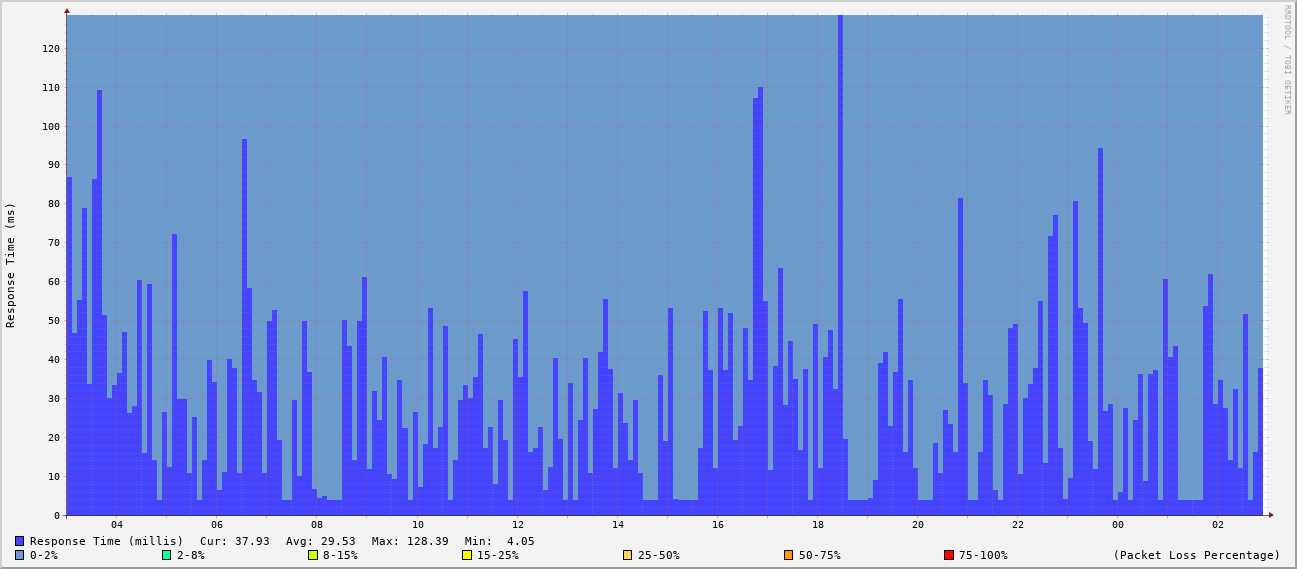 RRDTOOL / TOBI OETIKER
Response Time (ms)
120
110
100
90
80
70
60
50
40
30
20
10
0
04 06 08 10 12 14 16 18 20 22 00 02
Response Time (millis) Cur: 37.93 Avg: 29.53 Max: 128.39 Min: 4.05
0-2% 2-8% 8-15% 15-25% 25-50% 50-75% 75-100% (Packet Loss Percentage)